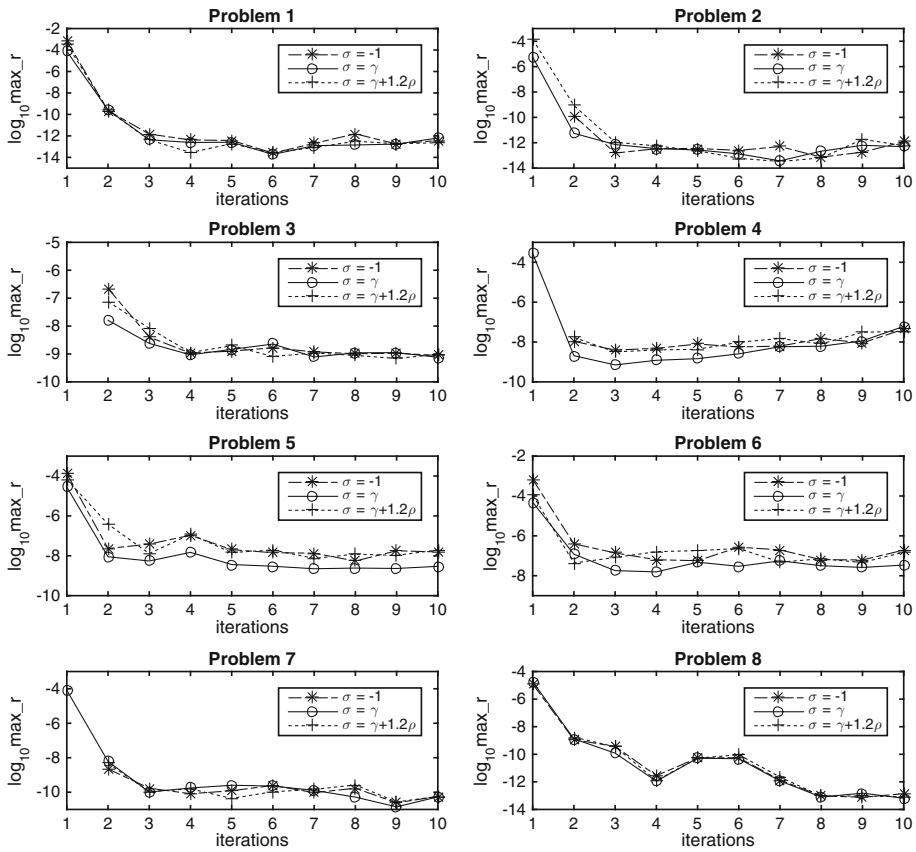 Problem 1
-2
-4
-6
-8
-10
-12
-14
log10max_r
σ = -1
σ = γ
σ = γ+1.2ρ
1 2 3 4 5 6 7 8 9 10
iterations
Problem 2
-4
-6
-8
-10
-12
-14
log10max_r
σ = -1
σ = γ
σ = γ+1.2ρ
1 2 3 4 5 6 7 8 9 10
iterations
Problem 3
-5
-6
-7
-8
-9
-10
log10max_r
σ = -1
σ = γ
σ = γ+1.2ρ
1 2 3 4 5 6 7 8 9 10
iterations
Problem 4
-4
-6
-8
-10
log10max_r
σ = -1
σ = γ
σ = γ+1.2ρ
1 2 3 4 5 6 7 8 9 10
iterations
Problem 5
-4
-6
-8
-10
log10max_r
σ = -1
σ = γ
σ = γ+1.2ρ
1 2 3 4 5 6 7 8 9 10
iterations
Problem 6
-2
-4
-6
-8
log10max_r
σ = -1
σ = γ
σ = γ+1.2ρ
1 2 3 4 5 6 7 8 9 10
iterations
Problem 7
-4
-6
-8
-10
log10max_r
σ = -1
σ = γ
σ = γ+1.2ρ
1 2 3 4 5 6 7 8 9 10
iterations
Problem 8
-4
-6
-8
-10
-12
-14
log10max_r
σ = -1
σ = γ
σ = γ+1.2ρ
1 2 3 4 5 6 7 8 9 10
iterations